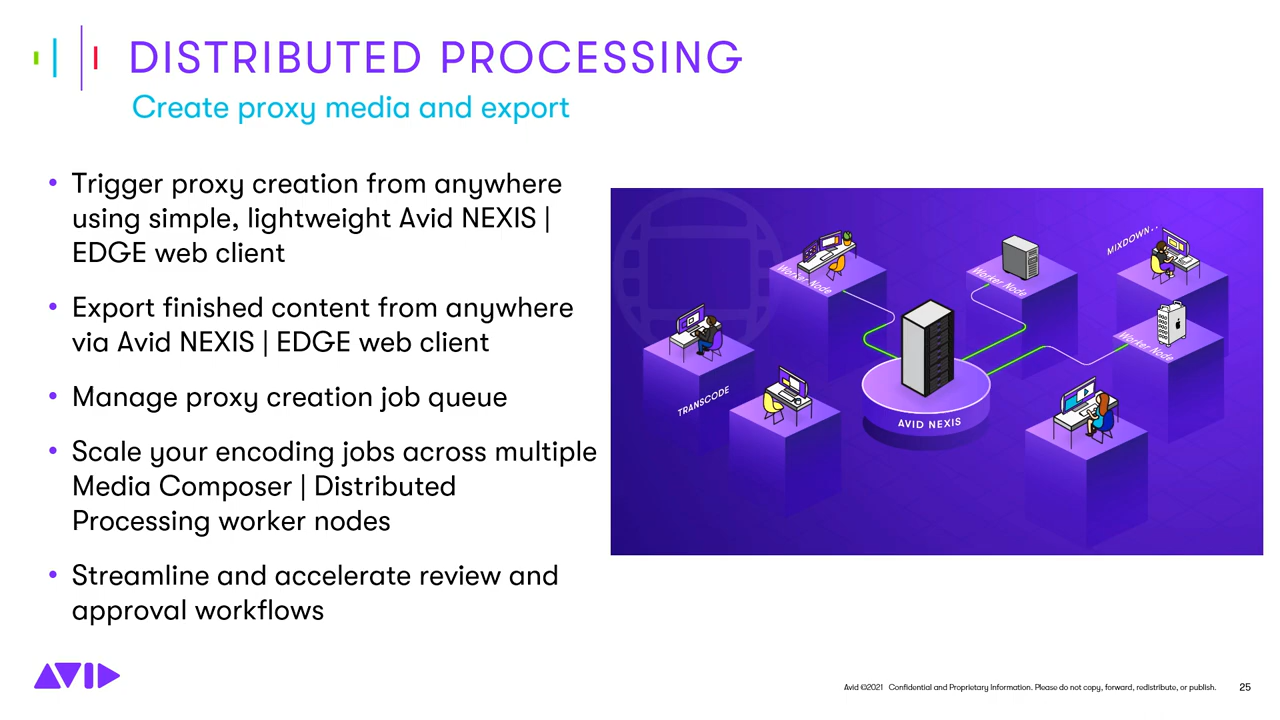 DISTRIBUTED PROCESSING
Create proxy media and export
• Trigger proxy creation from anywhere
using simple, lightweight Avid NEXIS |
EDGE web client
• Export finished content from anywhere
via Avid NEXIS | EDGE web client
• Manage proxy creation job queue
• Scale your encoding jobs across multiple
Media Composer | Distributed
Processing worker nodes
• Streamline and accelerate review and
approval workflows
Worker Node
Worker Node
MIXDOWN..
Worker Node
TRANSCODE
AVID NEXIS
AVID
Avid ©2021 Confidential and Proprietary Information. Please do not copy, forward, redistribute, or publish.
25